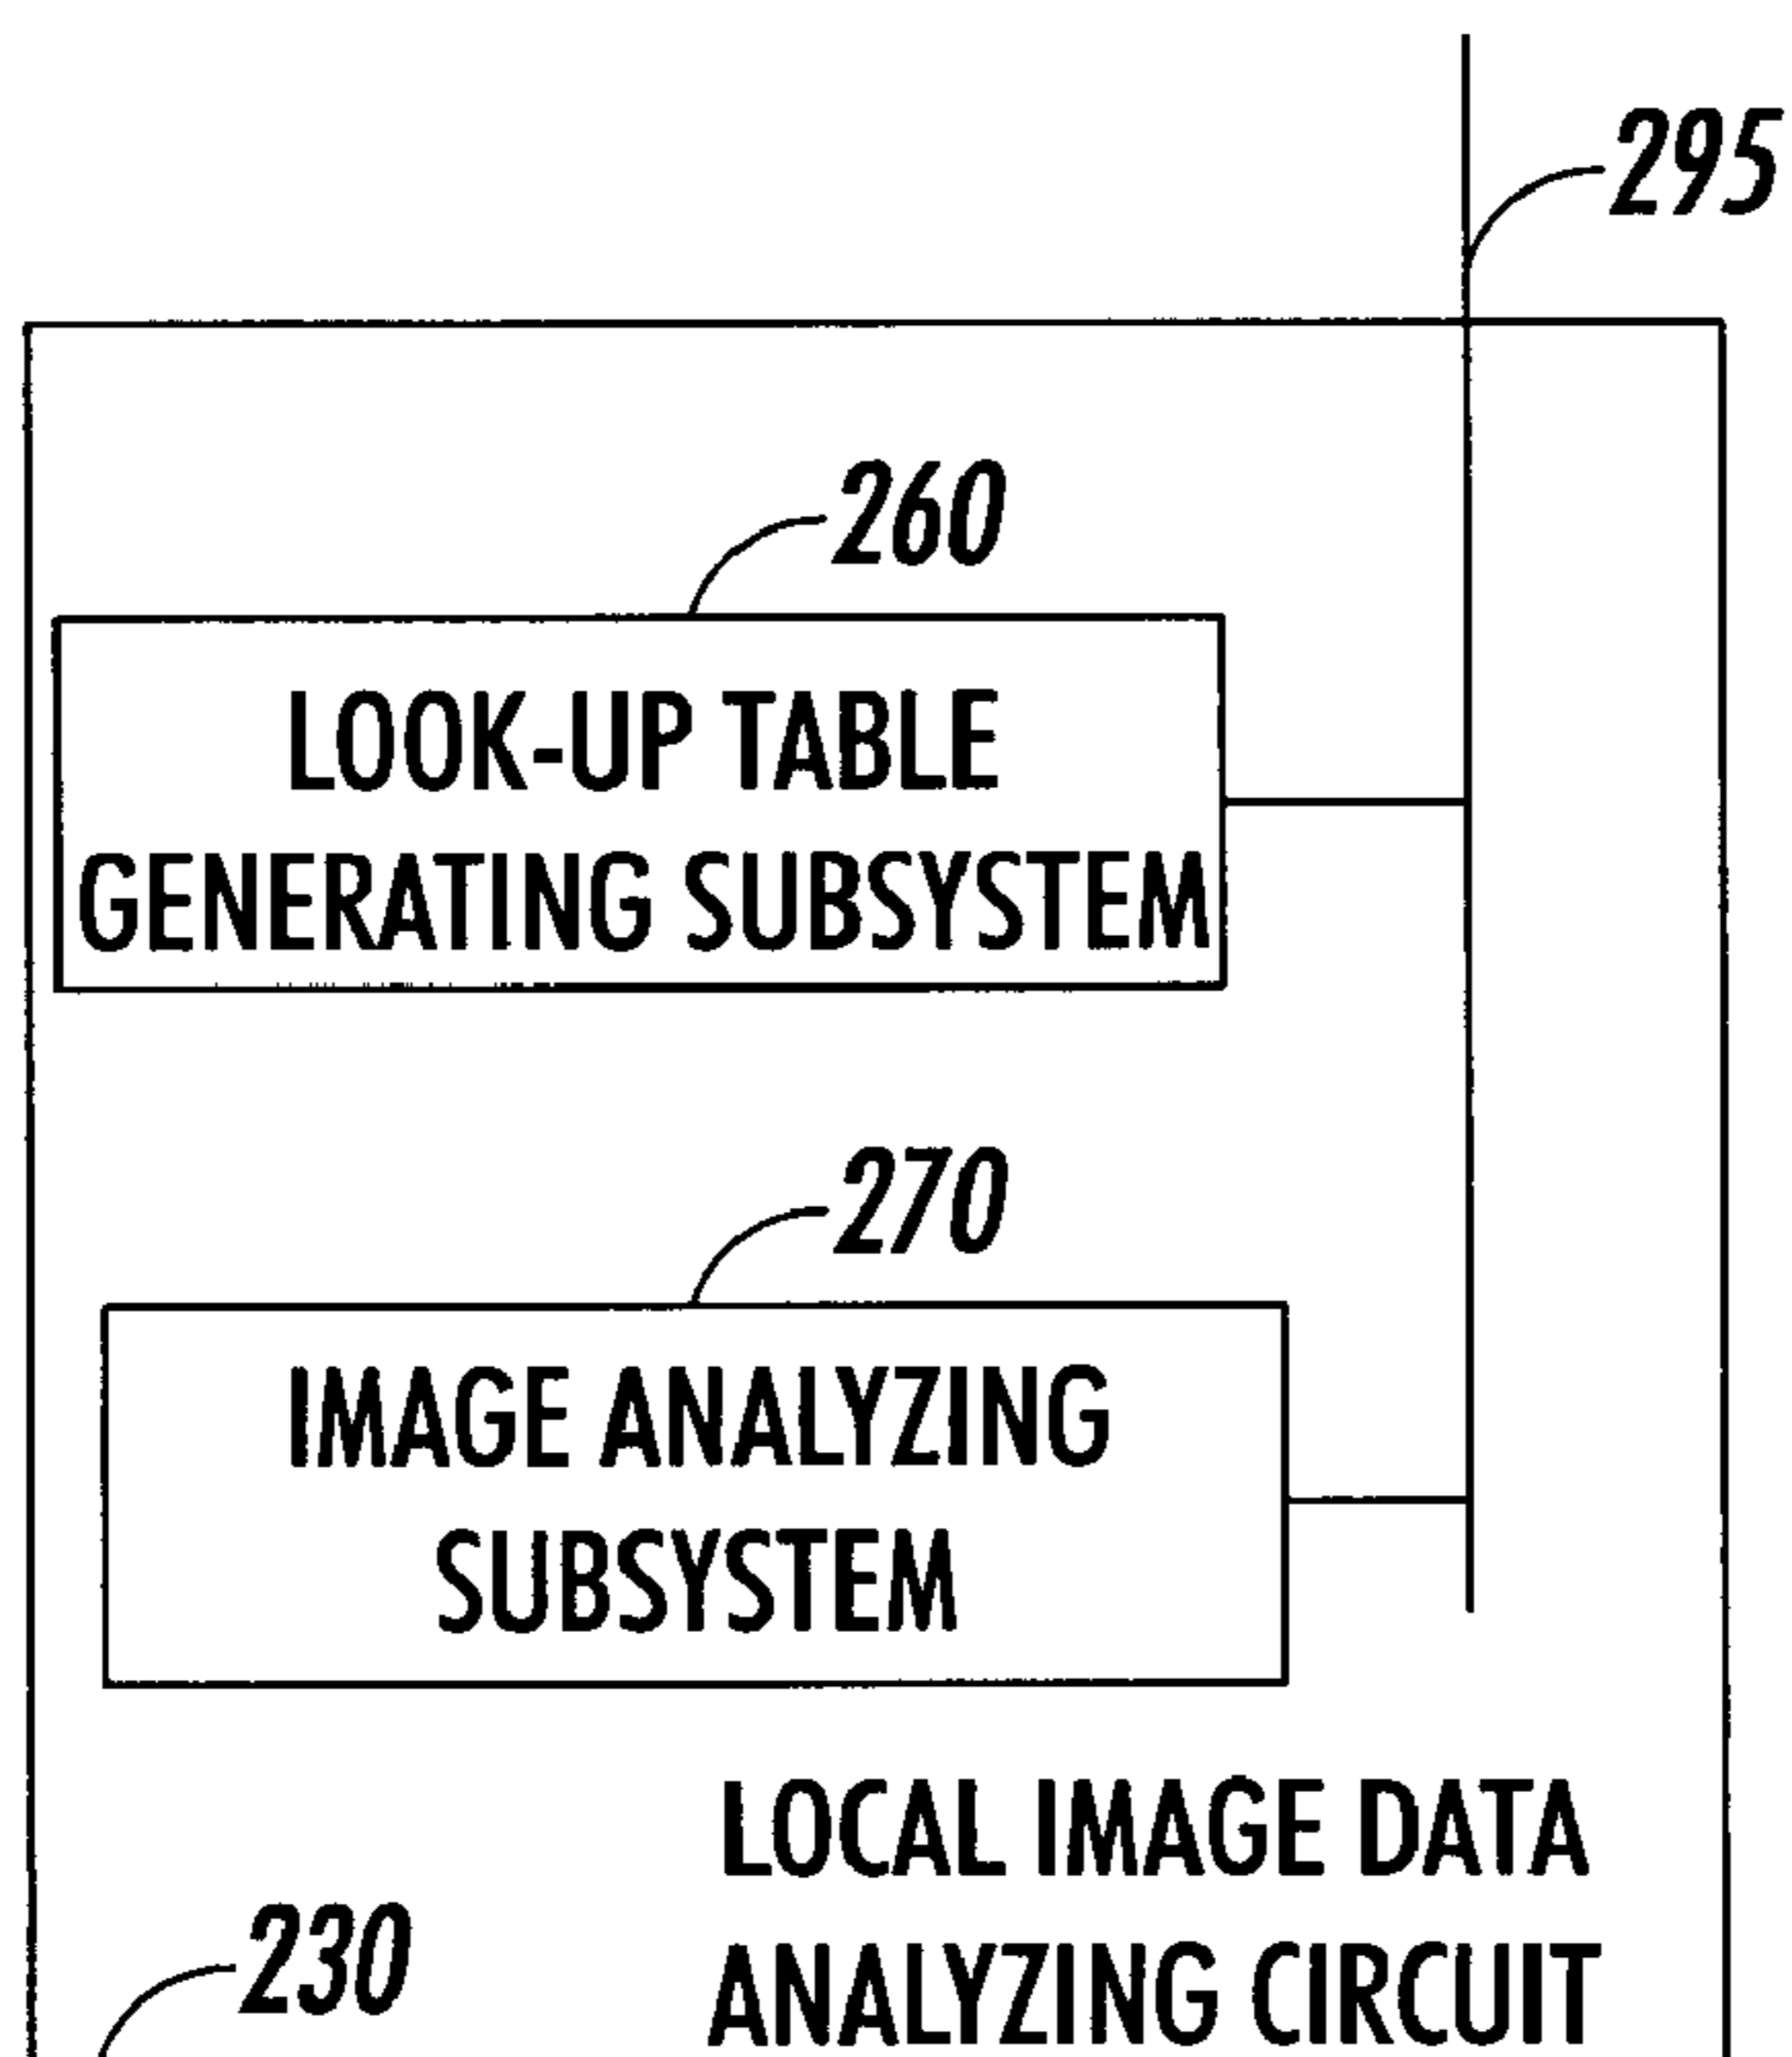 295
260
LOOK-UP TABLE
GENERATING SUBSYSTEM
270
IMAGE ANALYZING
SUBSYSTEM
LOCAL IMAGE DATA
ANALYZING CIRCUIT
230